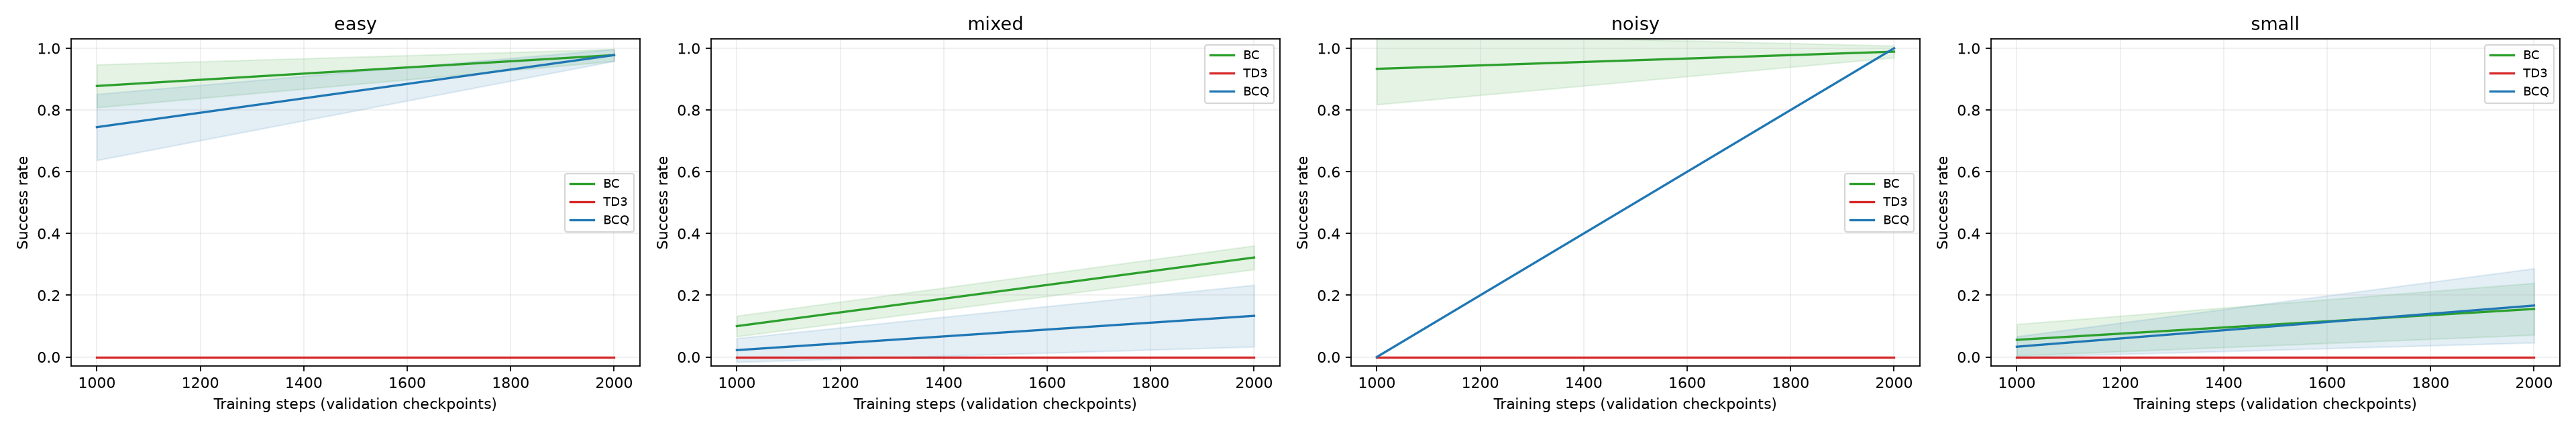 easy
Success rate
1.0
0.8
0.6
0.4
0.2
0.0
BC
TD3
BCQ
1000 1200 1400 1600 1800 2000
Training steps (validation checkpoints)
mixed
Success rate
1.0
0.8
0.6
0.4
0.2
0.0
BC
TD3
BCQ
1000 1200 1400 1600 1800 2000
Training steps (validation checkpoints)
noisy
Success rate
1.0
0.8
0.6
0.4
0.2
0.0
BC
TD3
BCQ
1000 1200 1400 1600 1800 2000
Training steps (validation checkpoints)
small
Success rate
1.0
0.8
0.6
0.4
0.2
0.0
BC
TD3
BCQ
1000 1200 1400 1600 1800 2000
Training steps (validation checkpoints)